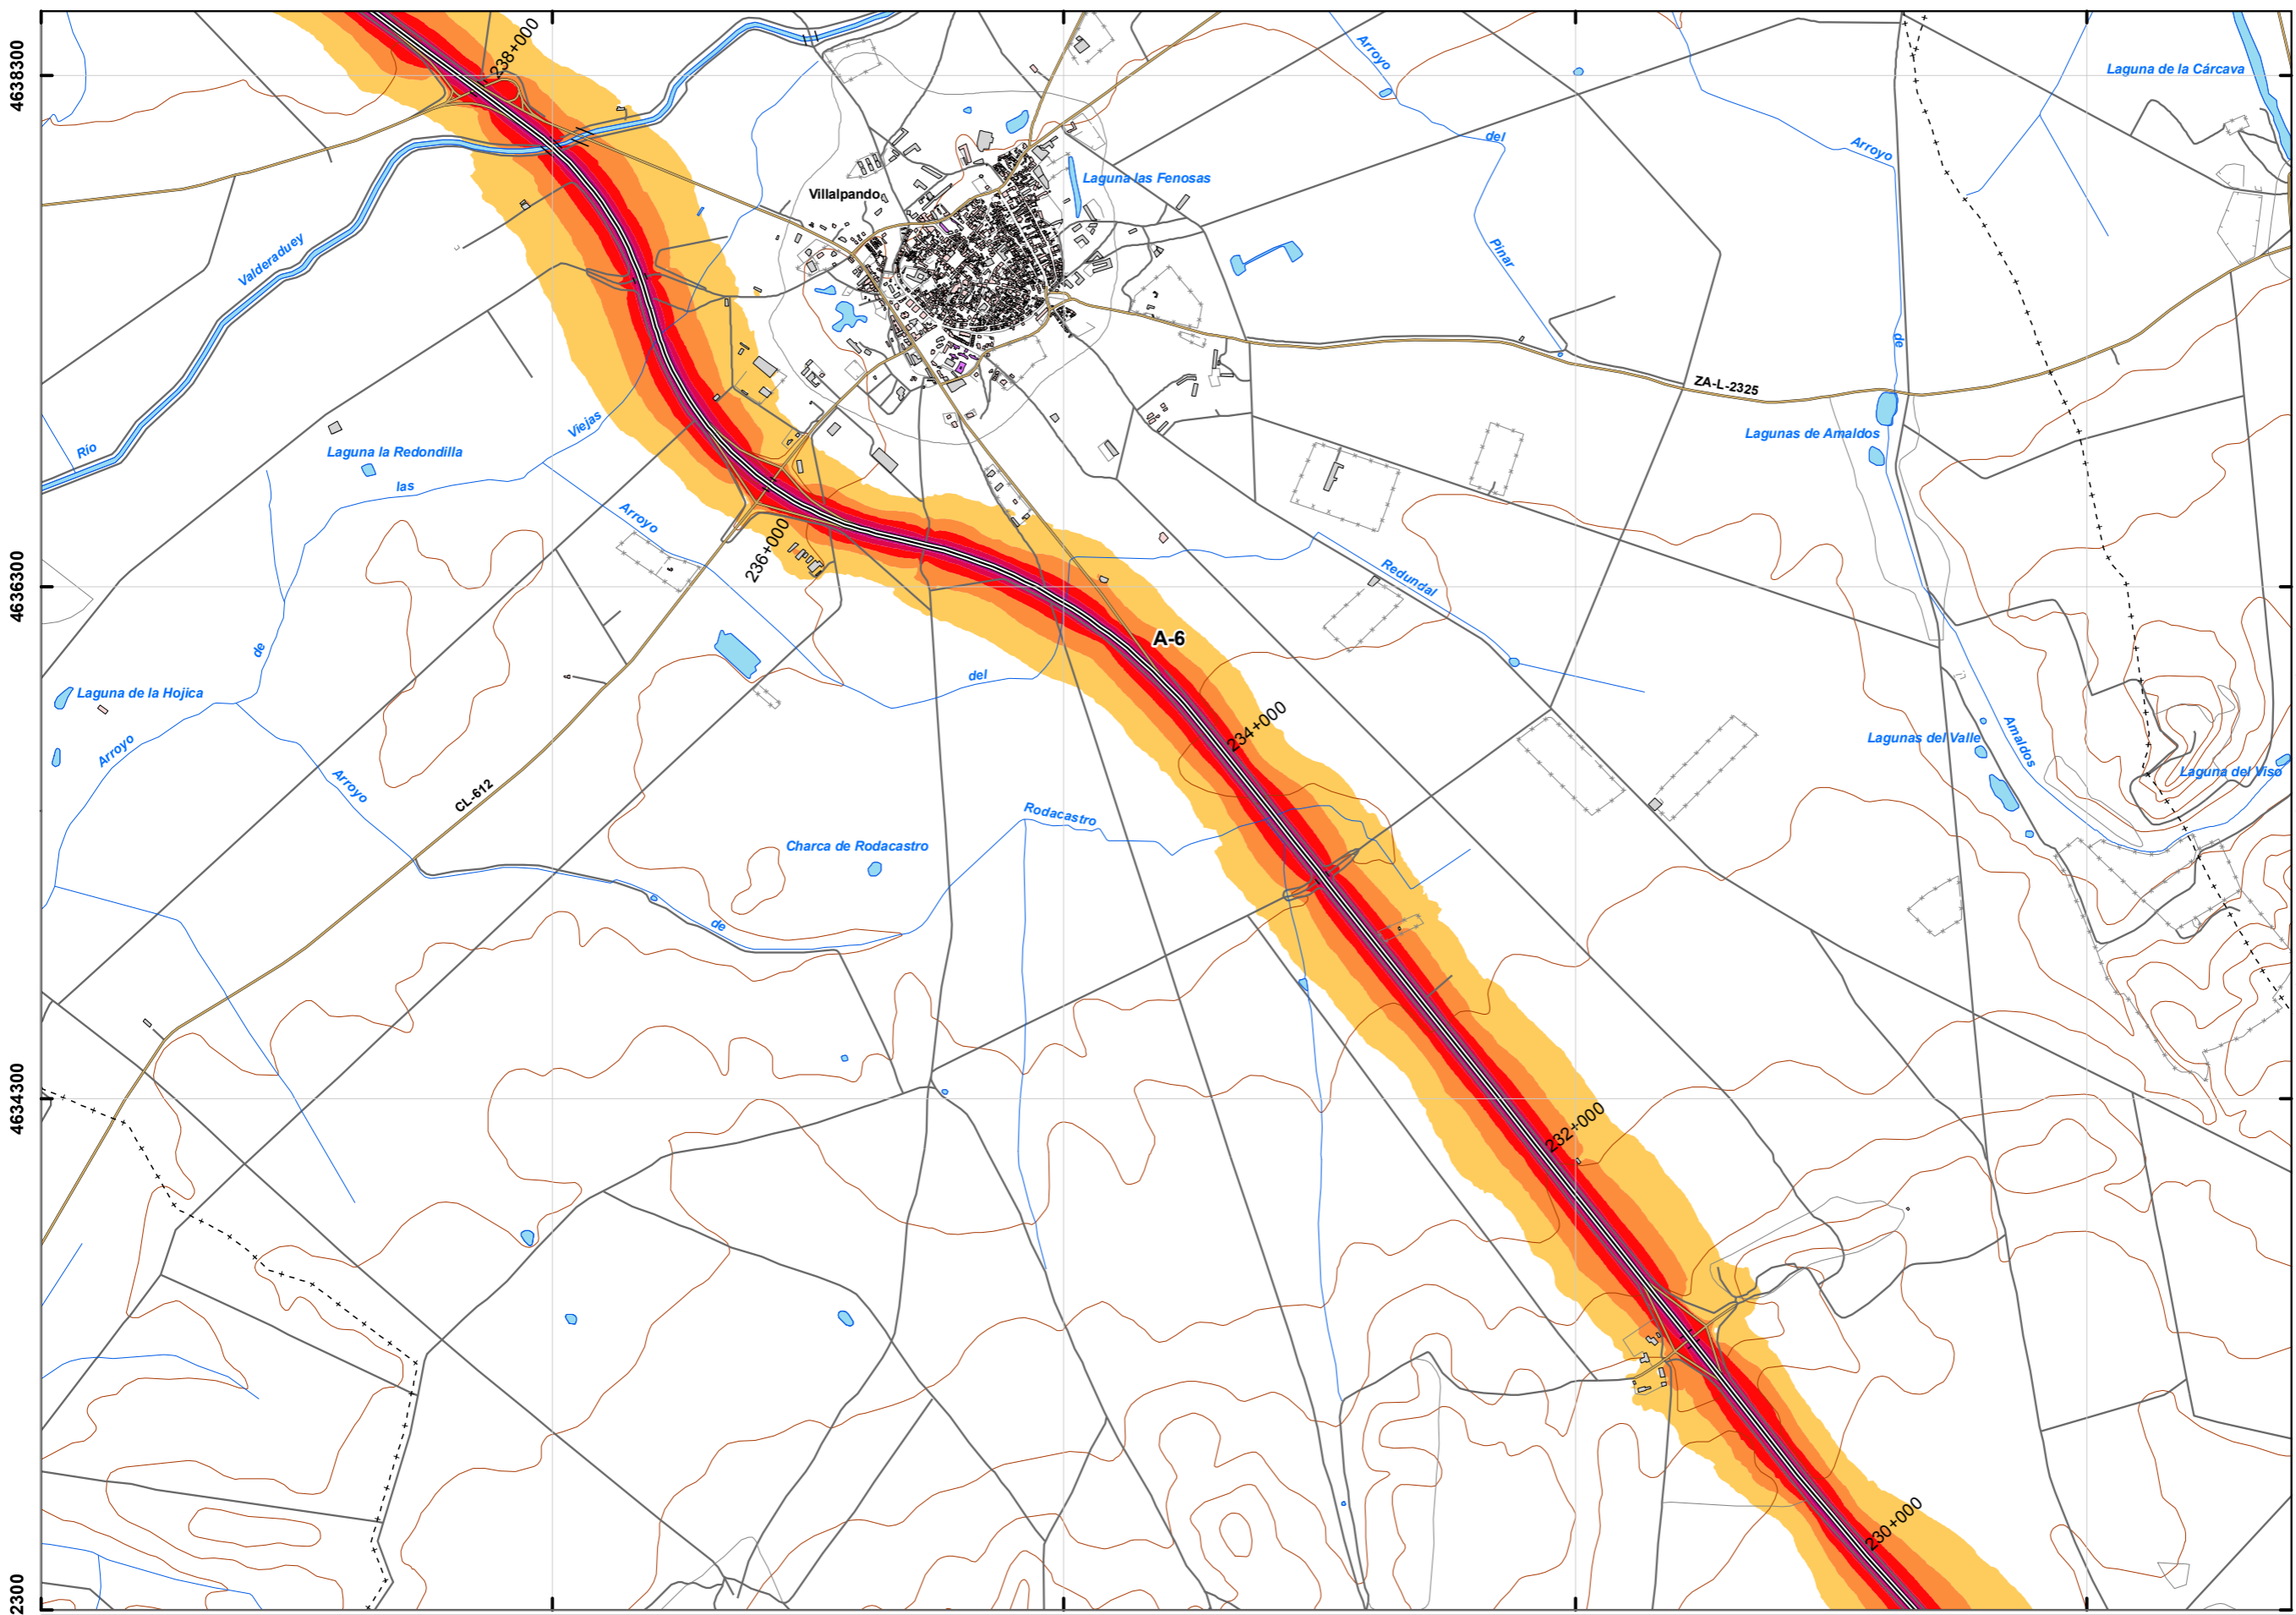 238+000
4638300
Arroyo
Laguna de la Cárcava
del
Arroyo
Laguna las Fenosas
Villalpando
Valderaduey
Pinar
de
ZA-L-2325
Viejas
Río
Laguna la Redondilla
Lagunas de Amaldos
las
Arroyo
236+000
4636300
Redundal
A-6
de
del
Laguna de la Hojica
234+000
Arroyo
Lagunas del Valle
Amaldos
Laguna del Viso
Arroyo
CL-612
Rodacastro
Charca de Rodacastro
de
4634300
232+000
230+000
2300